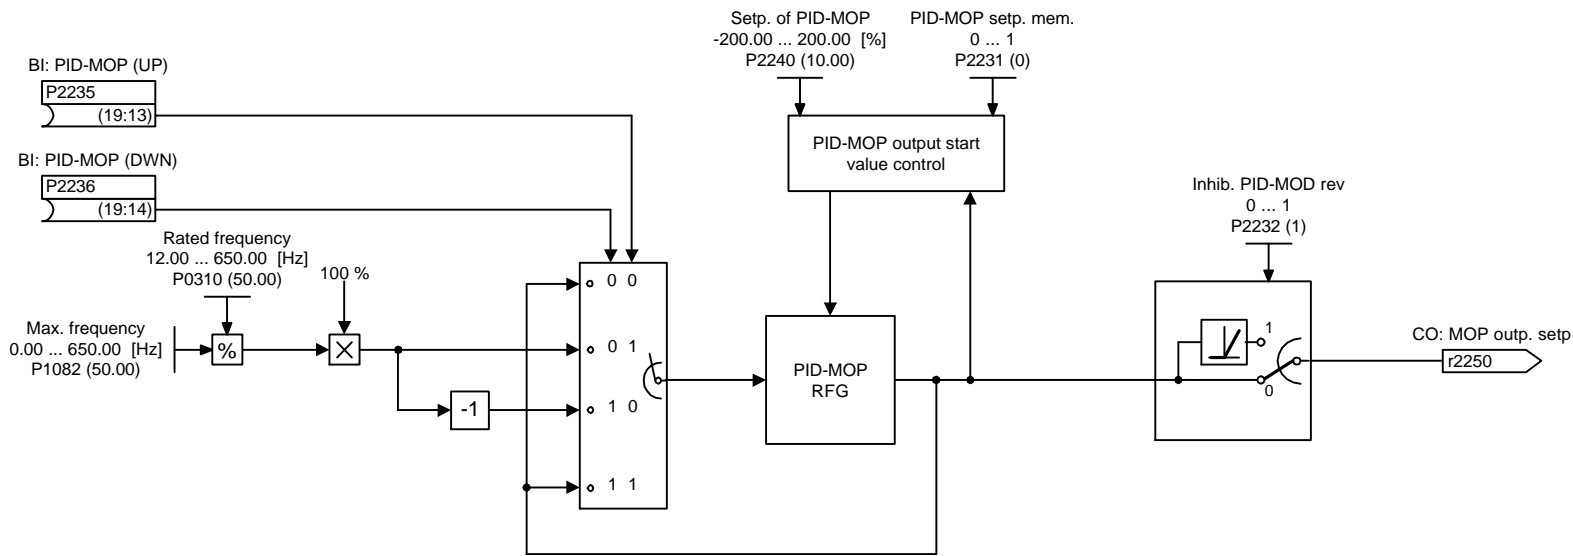 Setp. of PID-MOP
-200.00 ... 200.00 [%]
P2240 (10.00)
PID-MOP setp. mem.
0 ... 1
P2231 (0)
BI: PID-MOP (UP)
P2235
(19:13)
PID-MOP output start
value control
BI: PID-MOP (DWN)
P2236
(19:14)
Inhib. PID-MOD rev
0 ... 1
P2232 (1)
Rated frequency
12.00 ... 650.00 [Hz]
P0310 (50.00)
100 %
0 0
Max. frequency
0.00 ... 650.00 [Hz]
P1082 (50.00)
%
0 1
1
CO: MOP outp. setp
r2250
PID-MOP
RFG
0
-1
1 0
1 1